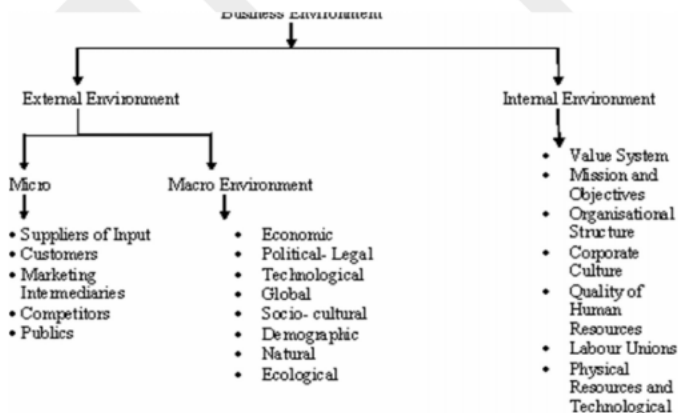 Business Environment
External Environment
Internal Environment
Micro
Macro Environment
• Suppliers of Input
• Customers
• Marketing
Intermediaries
• Competitors
• Publics
• Economic
• Political- Legal
• Technological
• Global
• Socio- cultural
• Demographic
• Natural
• Ecological
• Value System
• Mission and
Objectives
• Organisational
Structure
• Corporate
Culture
• Quality of
Human
Resources
• Labour Unions
• Physical
Resources and
Technological